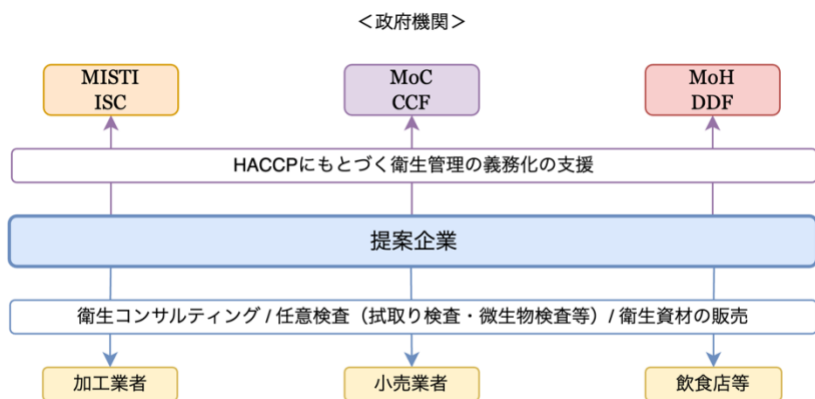 ＜政府機関＞
MISTI
ISC
MoC
CCF
MoH
DDF
HACCPにもとづく衛生管理の義務化の支援
提案企業
衛生コンサルティング / 任意検査（拭取り検査・微生物検査等）/ 衛生資材の販売
加工業者
小売業者
飲食店等